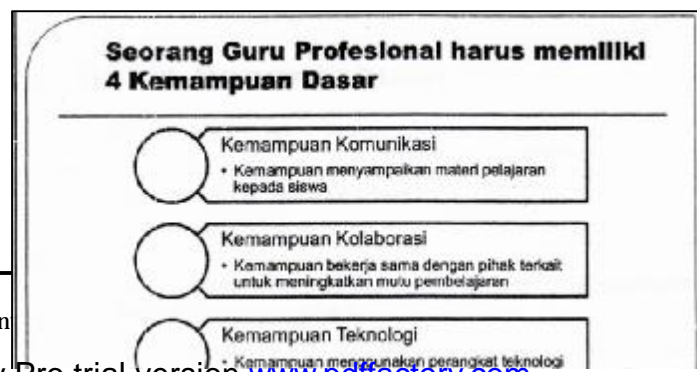 Seorang Guru Profesional harus memiliki
4 Kemampuan Dasar
Kemampuan Komunikasi
• Kemampuan menyampaikan materi pelajaran
kepada siswa
Kemampuan Kolaborasi
• Kemampuan bekerja sama dengan pihak terkait
untuk meningkatkan mutu pembelajaran
Kemampuan Teknologi
• Kemampuan menggunakan perangkat teknologi
Pro trial version www.pdffactory.com